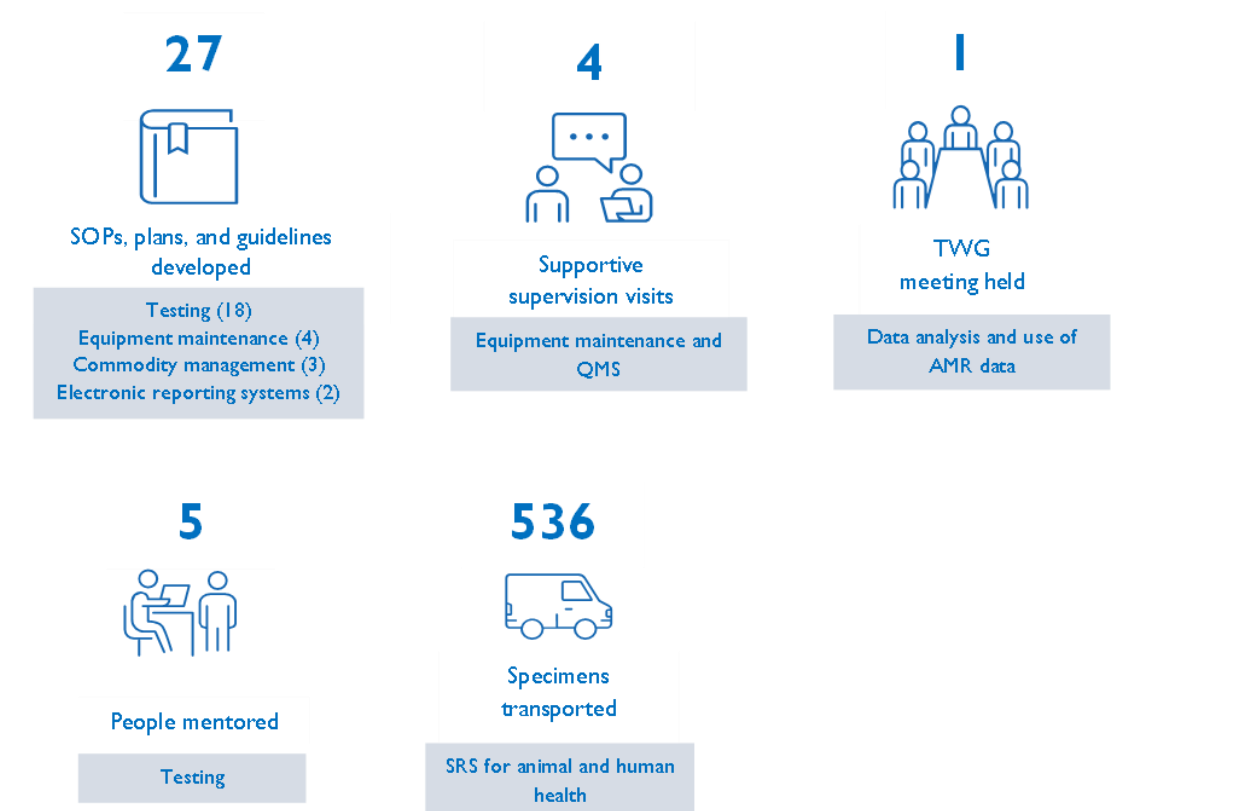 27
SOPs, plans, and guidelines
developed
Testing (18)
Equipment maintenance (4)
Commodity management (3)
Electronic reporting systems (2)
4
Supportive
supervision visits
Equipment maintenance and
QMS
1
TWG
meeting held
Data analysis and use of
AMR data
5
People mentored
Testing
536
Specimens
transported
SRS for animal and human
health